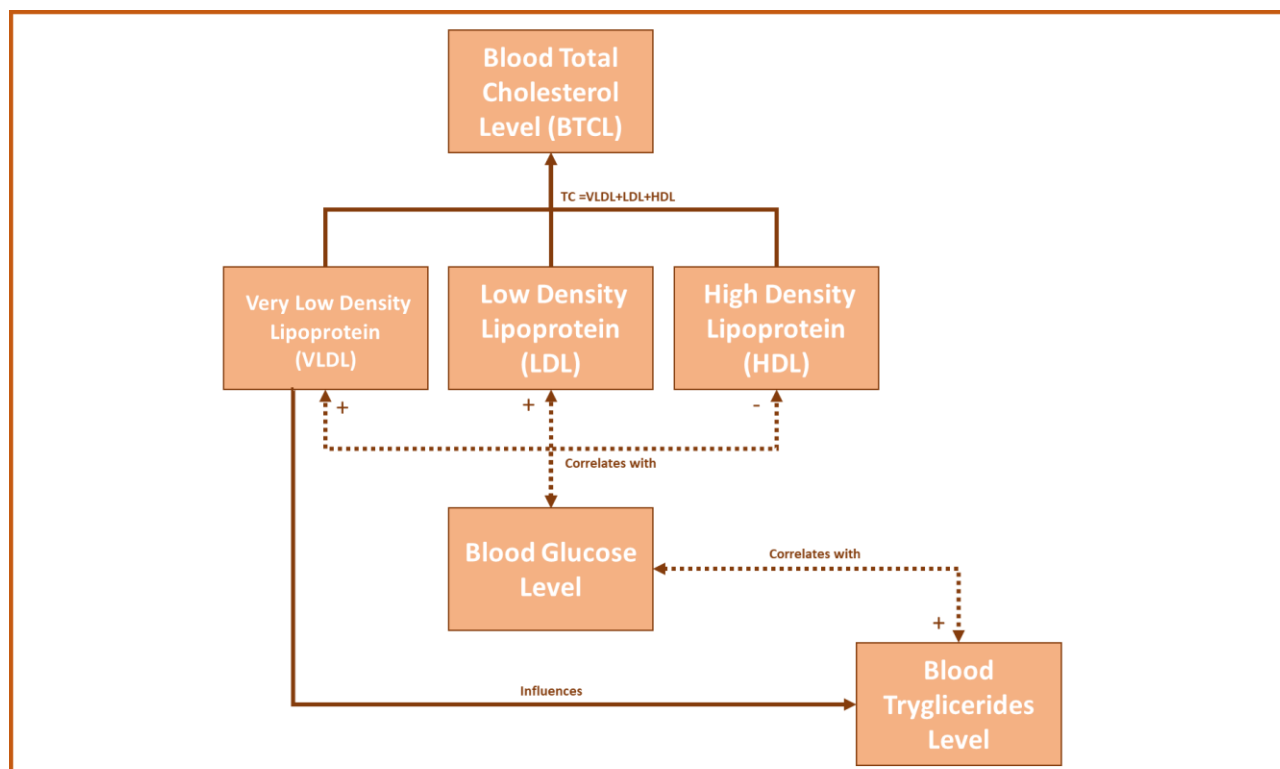 Blood Total
Cholesterol
Level (BTCL)
TC =VLDL+LDL+HDL
Very Low Density
Lipoprotein
(VLDL)
Low Density
Lipoprotein
(LDL)
High Density
Lipoprotein
(HDL)
+
+
-
Correlates with
Blood Glucose
Level
Correlates with
+
Influences
Blood
Tryglicerides
Level